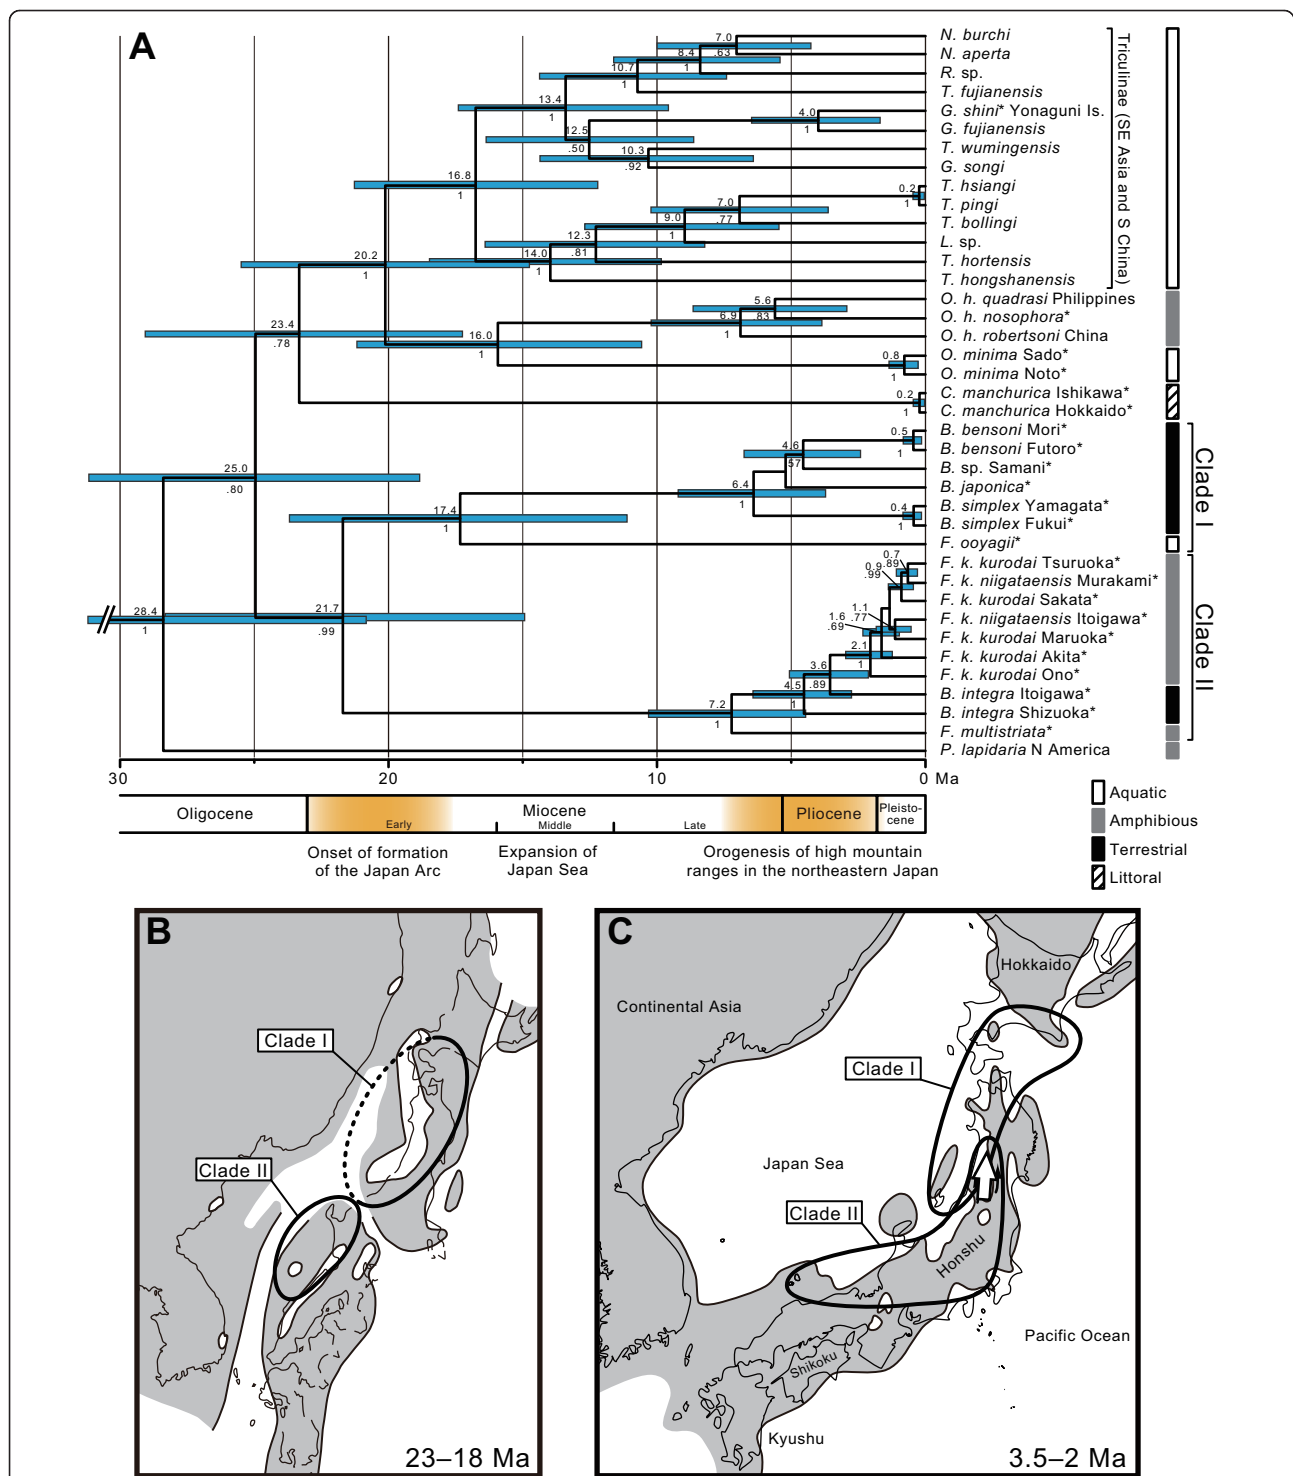 A
N. burchi
N. aperta
R. sp.
T. fujianensis
G. shini* Yonaguni Is.
G. fujianensis
T. wumingensis
G. songi
T. hsiangi
T. pingi
T. bollingi
L. sp.
T. hortensis
T. hongshanensis
O. h. quadrasi Philippines
O. h. nosophora*
O. h. robertsoni China
O. minima Sado*
O. minima Noto*
C. manchurica Ishikawa*
C. manchurica Hokkaido*
B. bensoni Mori*
B. bensoni Futoro*
B. sp. Samani*
B. japonica*
B. simplex Yamagata*
B. simplex Fukui*
F. ooyagii*
F. k. kurodai Tsuruoka*
F. k. niigataensis Murakami*
F. k. kurodai Sakata*
F. k. niigataensis Itoigawa*
F. k. kurodai Maruoka*
F. k. kurodai Akita*
F. k. kurodai Ono*
B. integra Itoigawa*
B. integra Shizuoka*
F. multistriata*
P. lapidaria N America
Triculinae (SE Asia and S China)
Clade I
Clade II
7.0
.63
8.4
1
10.7
1
13.4
1
4.0
1
12.5
.50
10.3
.92
16.8
1
0.2
1
7.0
.77
9.0
1
12.3
.81
14.0
1
20.2
1
5.6
.83
6.9
1
16.0
1
0.8
1
23.4
.78
0.2
1
0.5
1
4.6
.57
25.0
.80
6.4
1
0.4
1
17.4
1
0.7
.89
0.9
.99
1.1
.77
1.6
.69
2.1
1
3.6
.89
4.5
1
7.2
1
21.7
.99
28.4
1
30 20 10 0 Ma
Oligocene
Miocene
Early Middle Late
Pliocene
Pleisto-
cene
Onset of formation
of the Japan Arc
Expansion of
Japan Sea
Orogenesis of high mountain
ranges in the northeastern Japan
Aquatic
Amphibious
Terrestrial
Littoral
B
Clade I
Clade II
23–18 Ma
C
Hokkaido
Continental Asia
Clade I
Japan Sea
Clade II
Honshu
Pacific Ocean
Shikoku
Kyushu
3.5–2 Ma